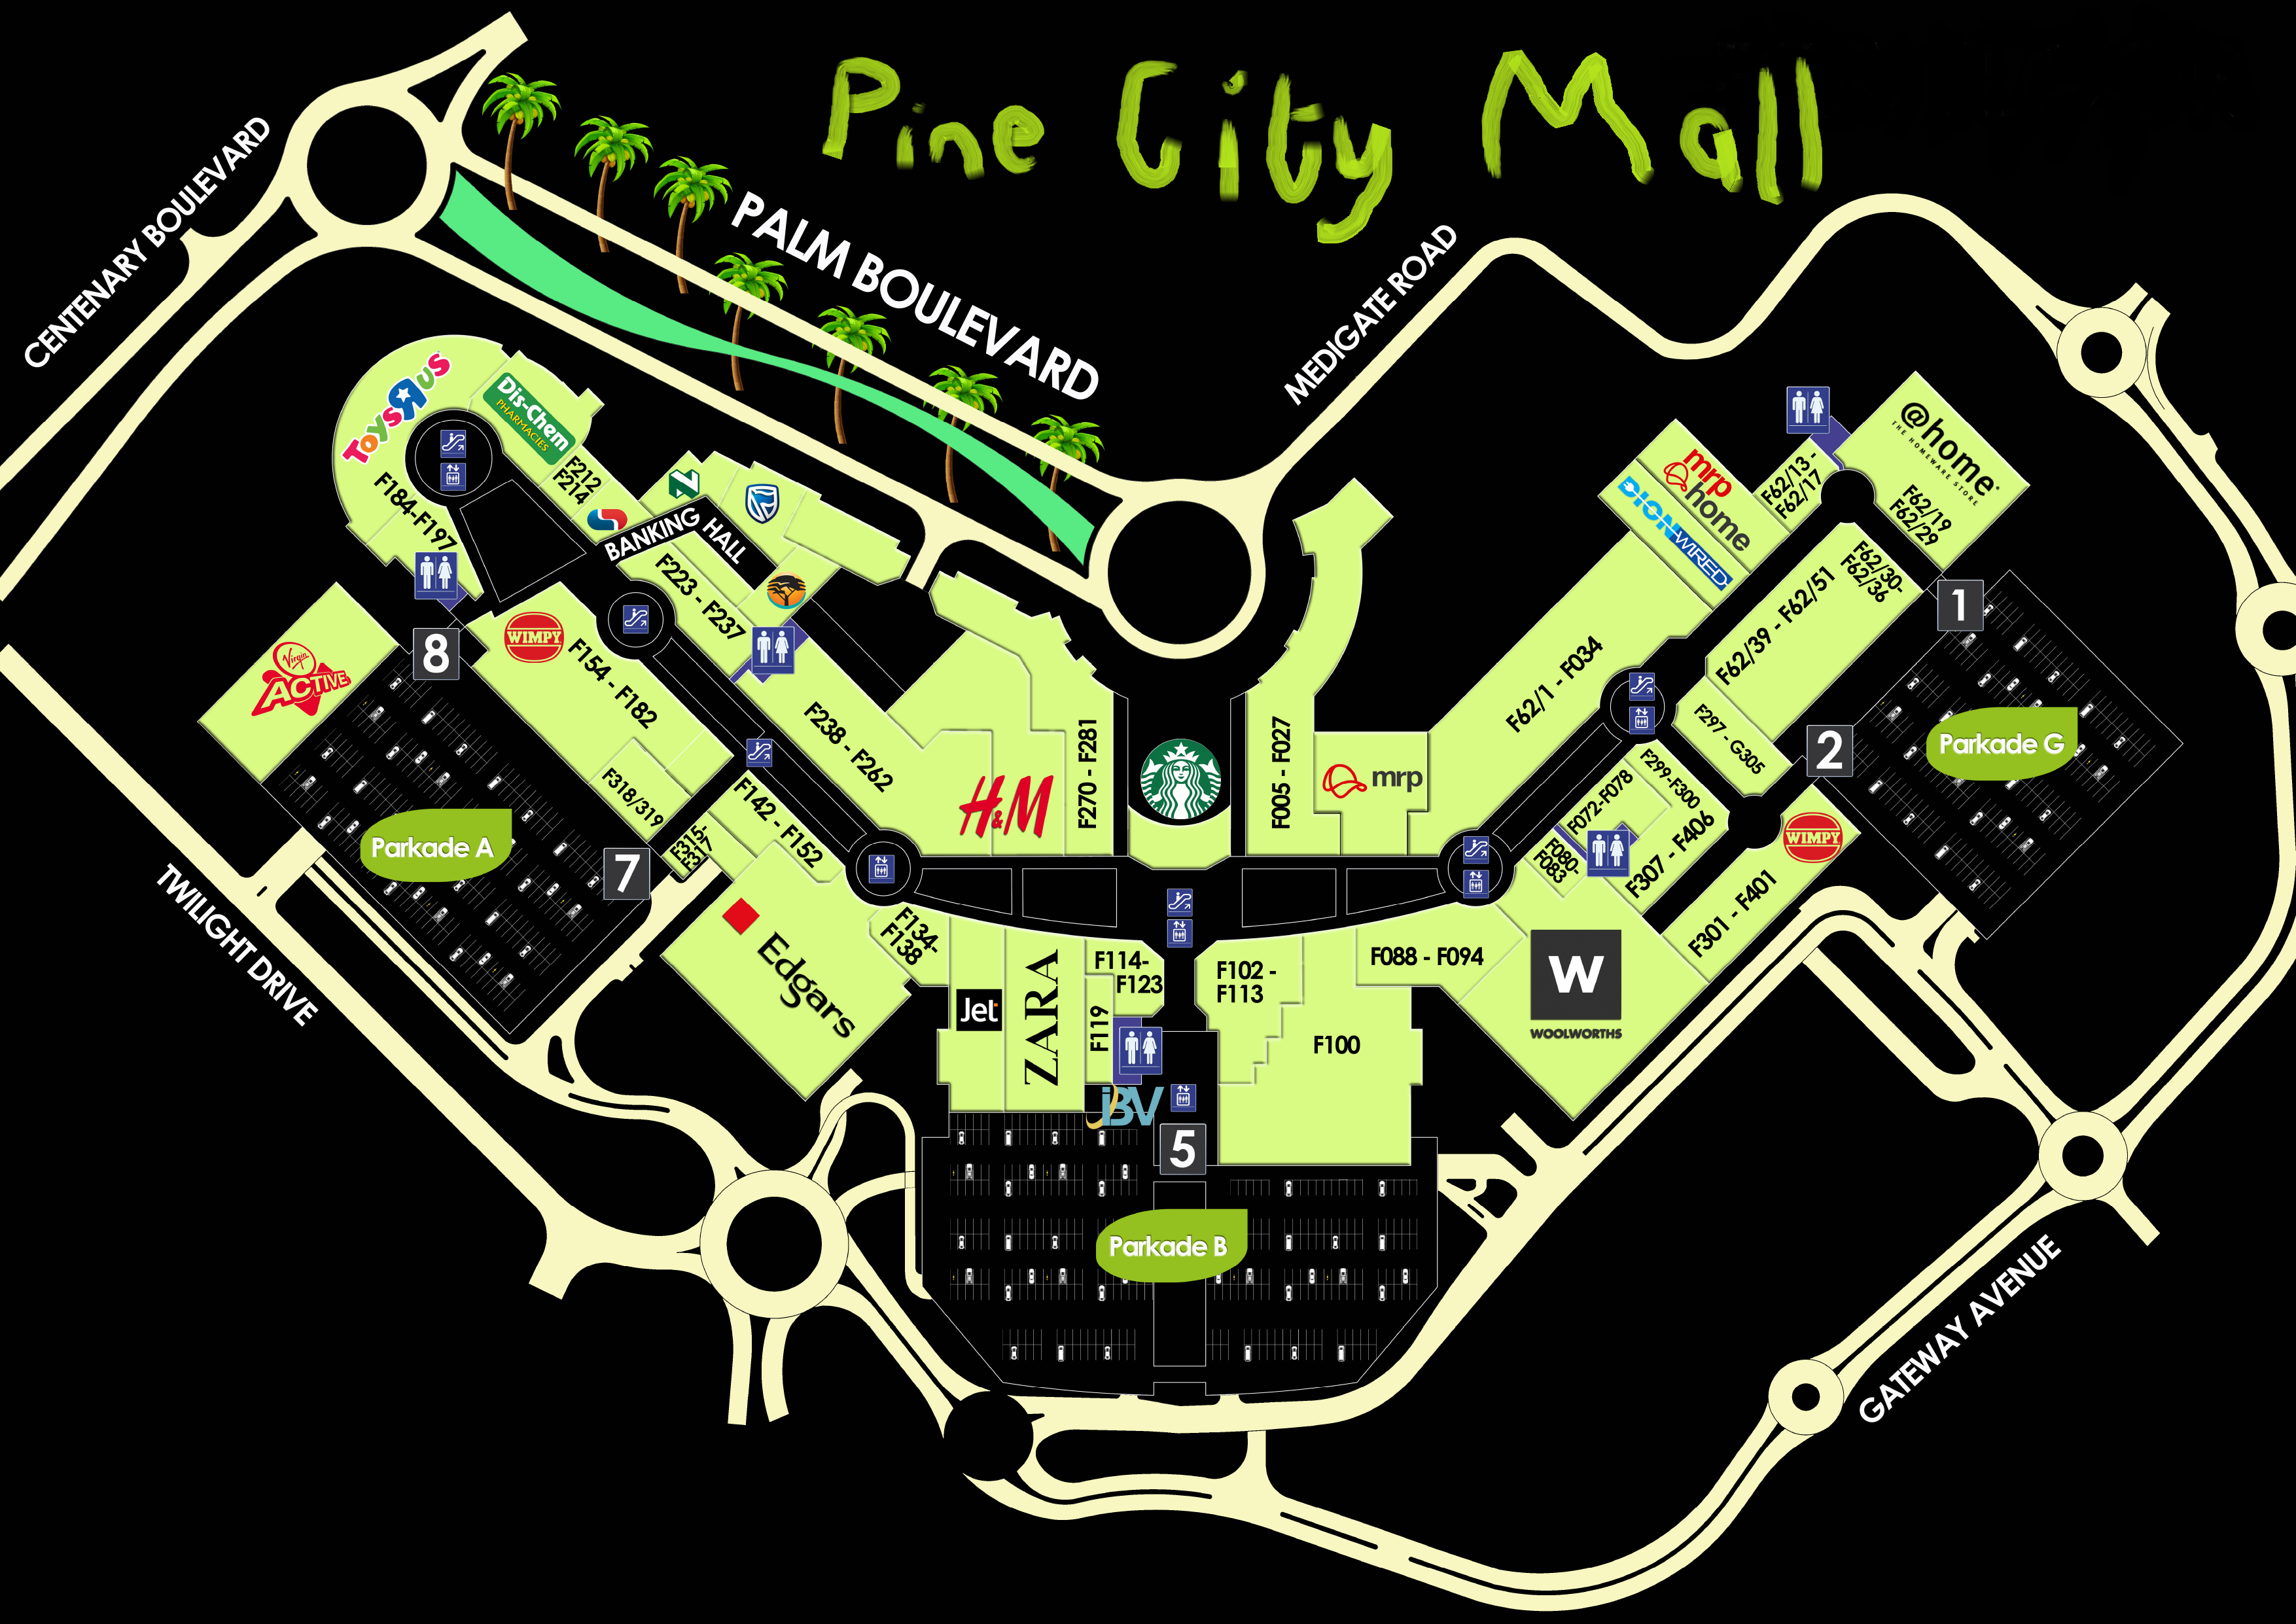 Pine City Mall
CENTENARY BOULEVARD
PALM BOULEVARD
MEDIGATE ROAD
ToysRus
Dis-Chem
PHARMACIES
F212
F214
F184-F197
BANKING HALL
F223 - F237
Virgin
ACTIVE
8
WIMPY
F154 - F182
F238 - F262
F318/319
F315-
F317
F142 - F152
Parkade A
7
TWILIGHT DRIVE
H&M
F270 - F281
F005 - F027
mrp
F62/1 - F034
mrp
home
DION WIRED
F62/13 -
F62/17
@home
THE HOMEWARE STORE
F62/19
F62/29
F62/30-
F62/36
F62/39 - F62/51
1
F297 - G305
2
Parkade G
F299-F300
F072-F078
F080-
F083
F307 - F406
WIMPY
F301 - F401
Edgars
F134-
F138
Jet
ZARA
F114-
F123
F119
iBV
F102 -
F113
F100
F088 - F094
W
WOOLWORTHS
5
Parkade B
GATEWAY AVENUE